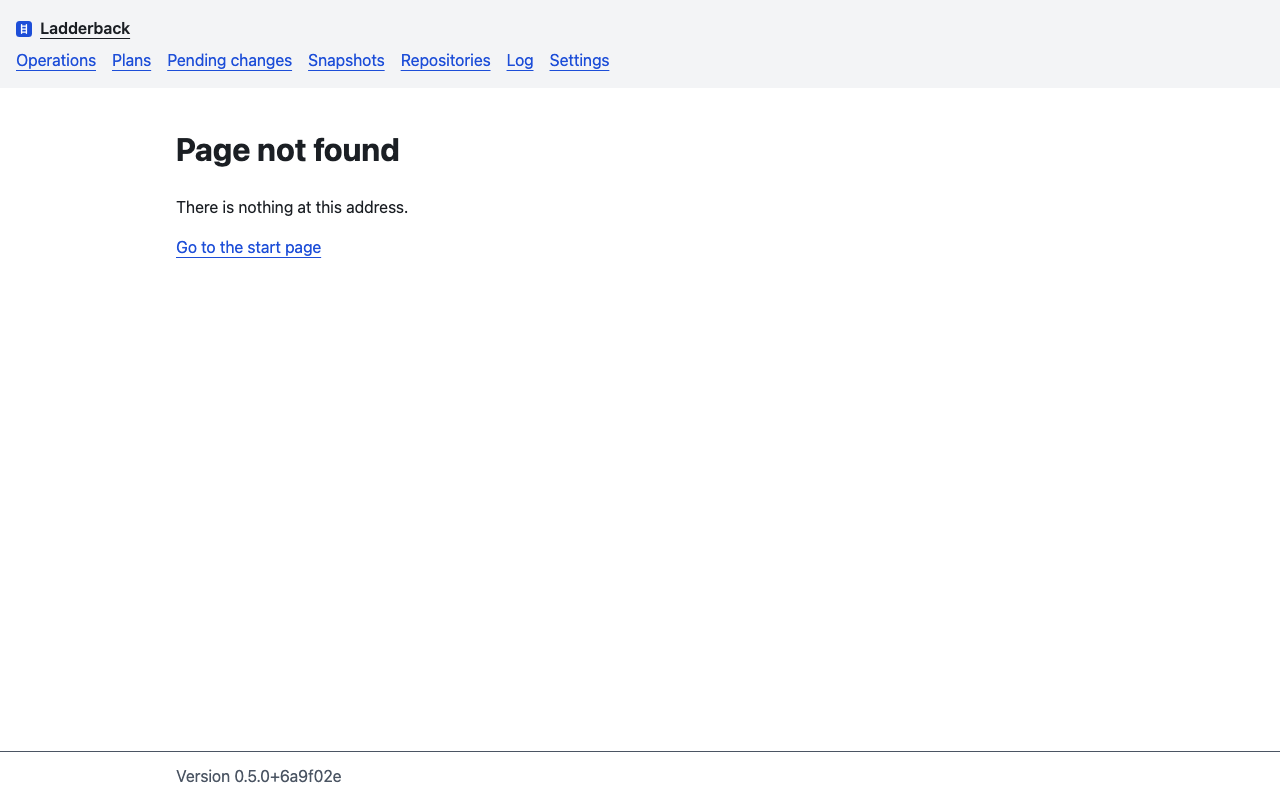 Ladderback
Operations Plans Pending changes Snapshots Repositories Log Settings
Page not found
There is nothing at this address.
Go to the start page
Version 0.5.0+6a9f02e